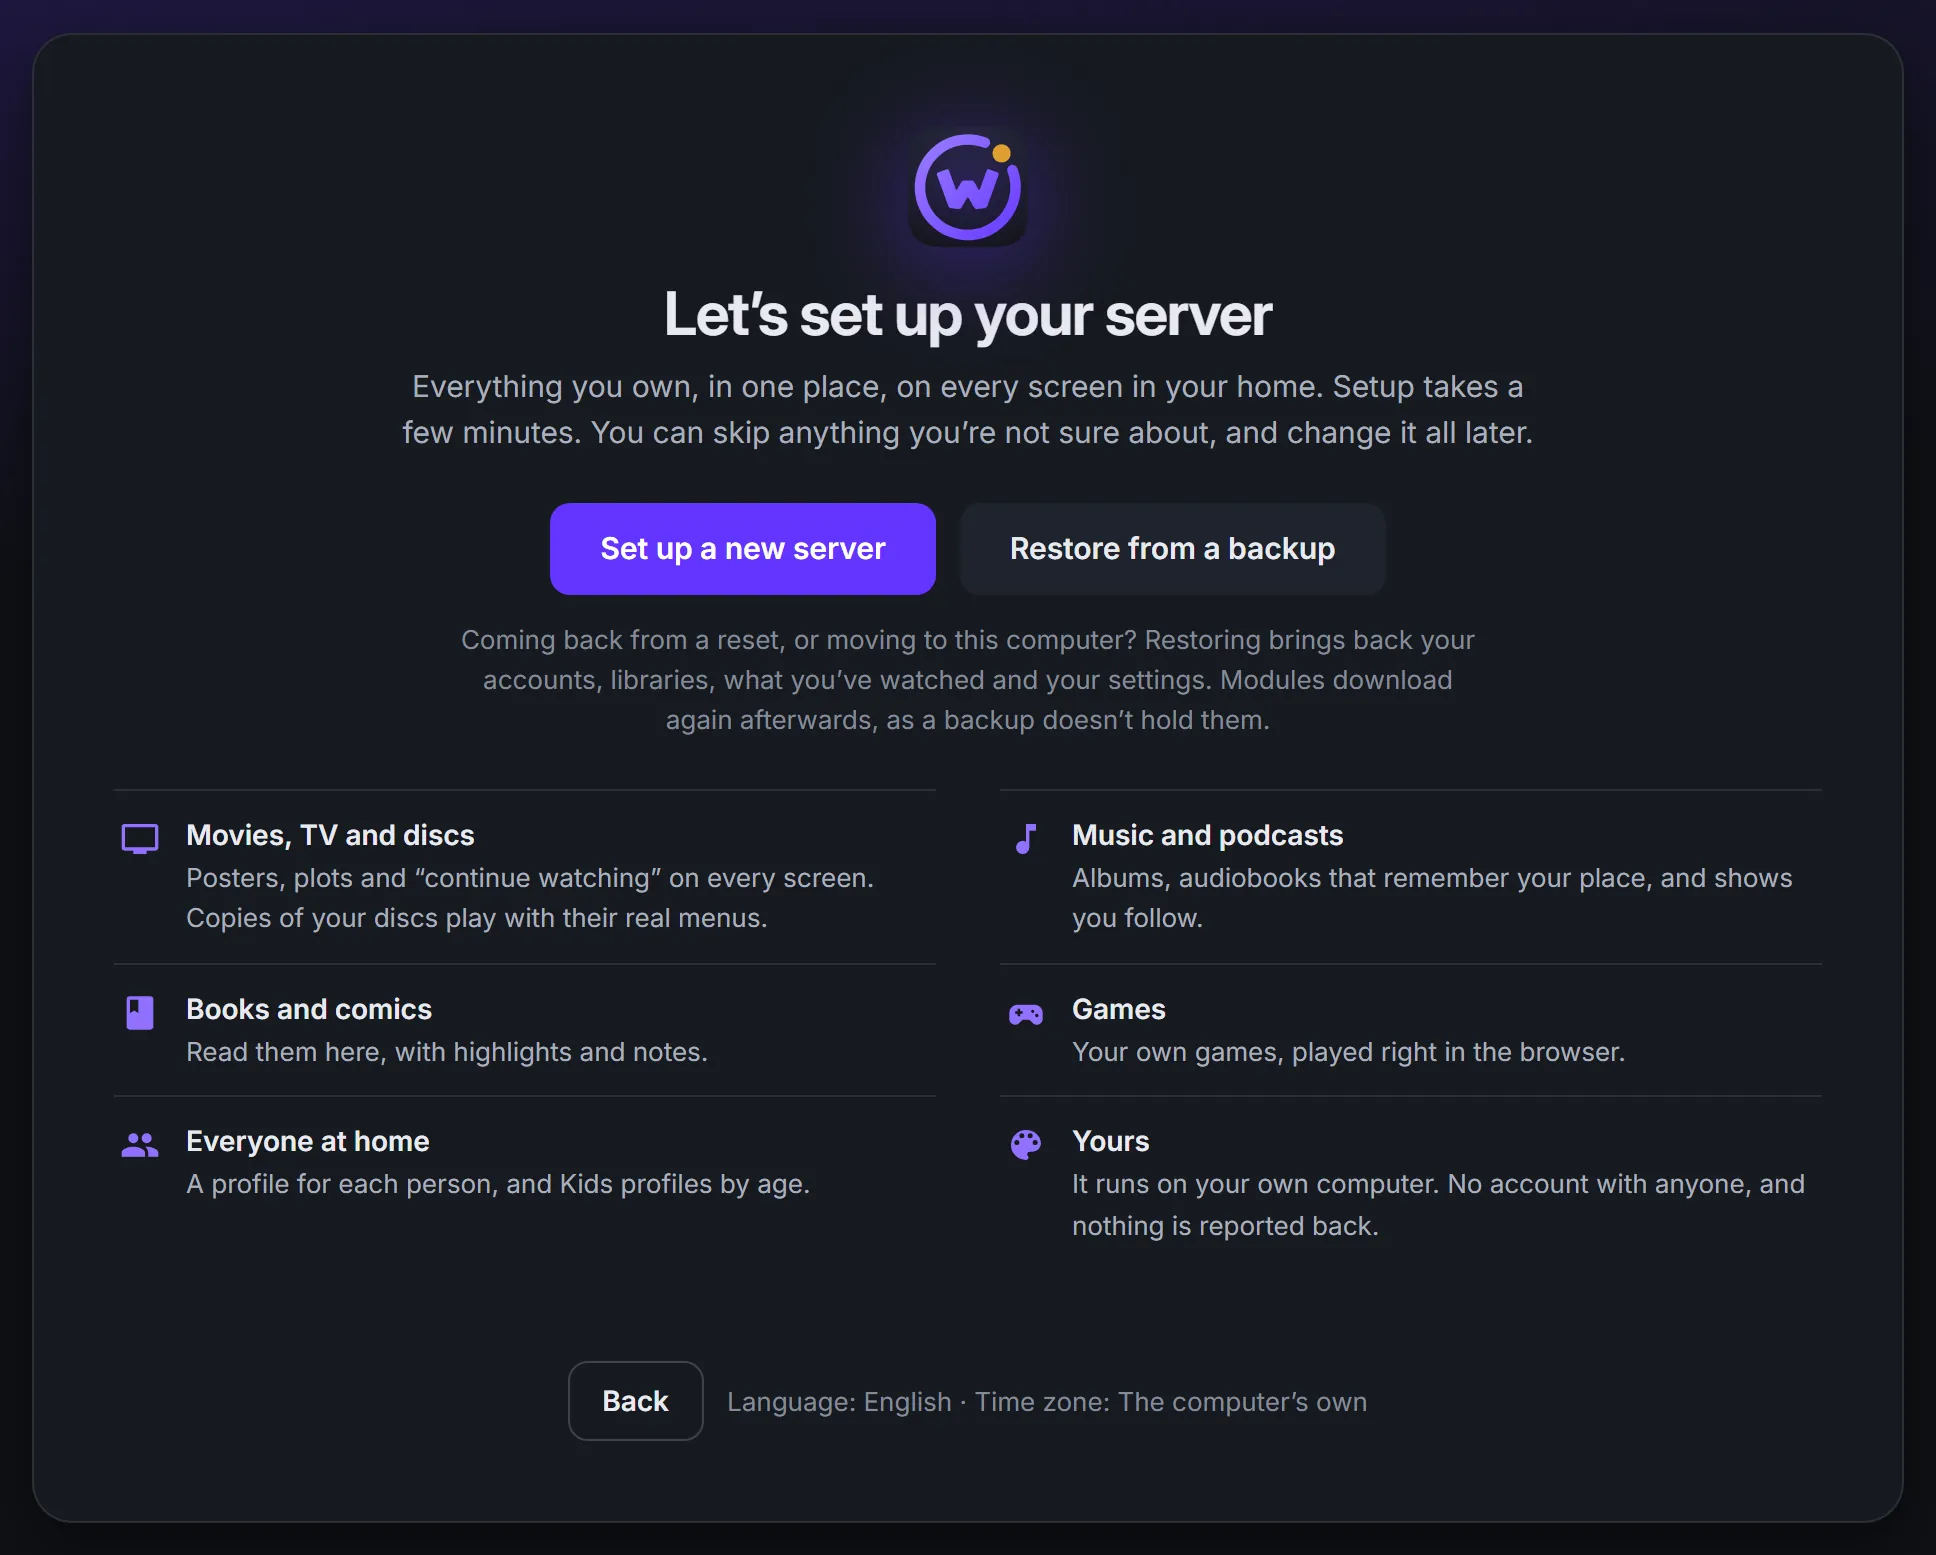 W
Let’s set up your server
Everything you own, in one place, on every screen in your home. Setup takes a
few minutes. You can skip anything you’re not sure about, and change it all later.
Set up a new server
Restore from a backup
Coming back from a reset, or moving to this computer? Restoring brings back your
accounts, libraries, what you’ve watched and your settings. Modules download
again afterwards, as a backup doesn’t hold them.
Movies, TV and discs
Posters, plots and “continue watching” on every screen.
Copies of your discs play with their real menus.
Music and podcasts
Albums, audiobooks that remember your place, and shows
you follow.
Books and comics
Read them here, with highlights and notes.
Games
Your own games, played right in the browser.
Everyone at home
A profile for each person, and Kids profiles by age.
Yours
It runs on your own computer. No account with anyone, and
nothing is reported back.
Back
Language: English · Time zone: The computer’s own